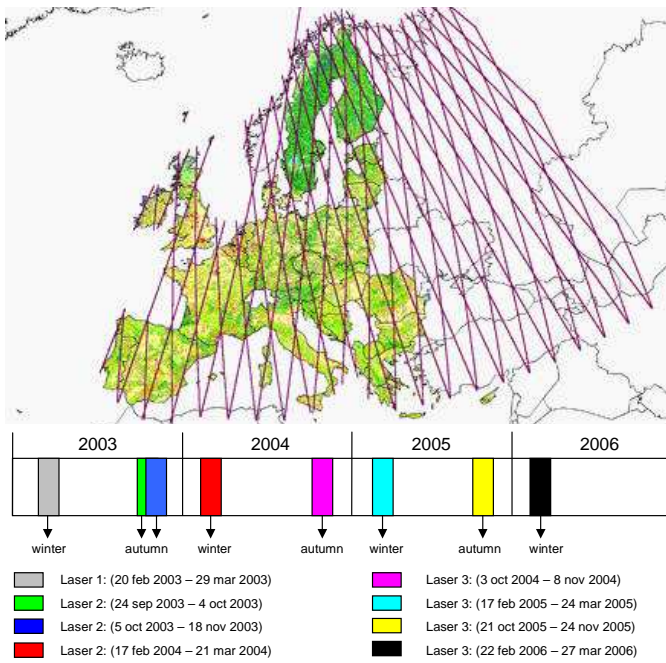 2003 2004 2005 2006
winter autumn winter autumn winter autumn winter
Laser 1: (20 feb 2003 – 29 mar 2003)
Laser 2: (24 sep 2003 – 4 oct 2003)
Laser 2: (5 oct 2003 – 18 nov 2003)
Laser 2: (17 feb 2004 – 21 mar 2004)
Laser 3: (3 oct 2004 – 8 nov 2004)
Laser 3: (17 feb 2005 – 24 mar 2005)
Laser 3: (21 oct 2005 – 24 nov 2005)
Laser 3: (22 feb 2006 – 27 mar 2006)